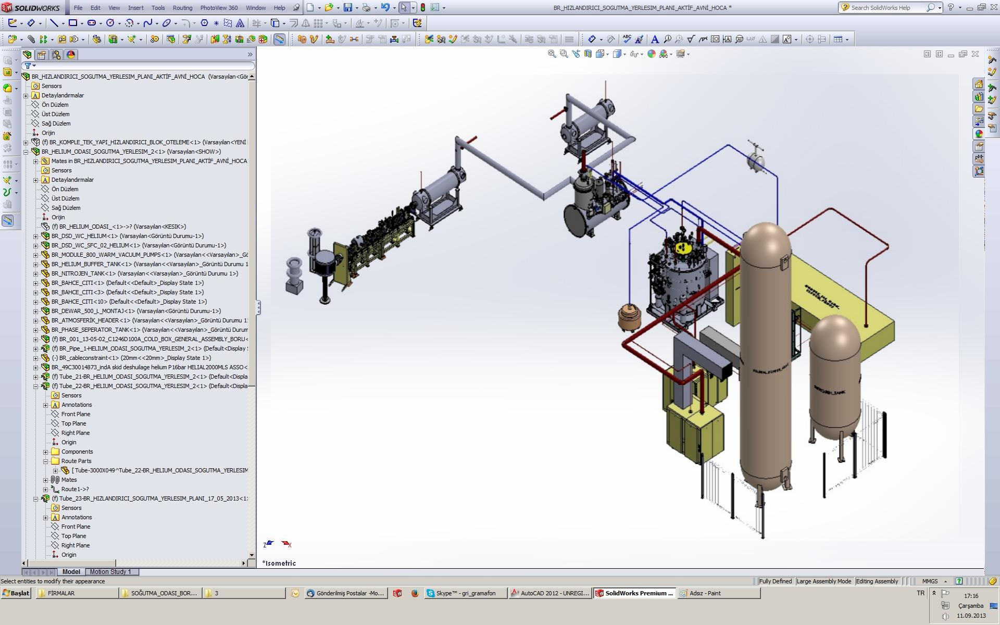 SOLIDWORKS File Edit View Insert Tools Routing PhotoView 360 Window Help
BR_HIZLANDIRICI_SOGUTMA_YERLESIM_PLANI_AKTİF_AVNİ_HOCA *
Search SolidWorks Help
BR_HIZLANDIRICI_SOGUTMA_YERLESIM_PLANI_AKTİF_AVNİ_HOCA (Varsayılan<Gör
Sensors
Detaylandırmalar
Ön Düzlem
Üst Düzlem
Sağ Düzlem
Orijin
(f) BR_KOMPLE_TEK_YAPI_HIZLANDIRICI_BLOK_OTELEME<1> (Varsayılan<YENİ
BR_HELIUM_ODASI_SOGUTMA_YERLESIM_2<1> (Varsayılan<SHOW>)
Mates in BR_HIZLANDIRICI_SOGUTMA_YERLESIM_PLANI_AKTİF_AVNİ_HOCA
Sensors
Detaylandırmalar
Ön Düzlem
Üst Düzlem
Sağ Düzlem
Orijin
(f) BR_HELIUM_ODASI_<1>->? (Varsayılan<KESIK>)
BR_DSD_WC_HELIUM<1> (Varsayılan<Görüntü Durumu-1>)
BR_DSD_WC_SFC_02_HELIUM<1> (Varsayılan<Görüntü Durumu-1>)
BR_MODULE_800_WARM_VACUUM_PUMPS<1> (Varsayılan<<Varsayılan>_Gö
BR_HELIUM_BUFFER_TANK<1> (Varsayılan<<Varsayılan>_Görüntü Durumu 1
BR_NITROJEN_TANK<1> (Varsayılan<<Varsayılan>_Görüntü Durumu 1>)
BR_BAHCE_CITI<1> (Default<<Default>_Display State 1>)
BR_BAHCE_CITI<3> (Default<<Default>_Display State 1>)
BR_BAHCE_CITI<10> (Default<<Default>_Display State 1>)
BR_DEWAR_500_L_MONTAJ<1> (Varsayılan<Görüntü Durumu-1>)
BR_ATMOSFERİK_HEADER<1> (Varsayılan<<Varsayılan>_Görüntü Durumu 1
BR_PHASE_SEPERATOR_TANK<1> (Varsayılan<<Varsayılan>_Görüntü Durum
(f) BR_001_13-05-02_C1246D100A_COLD_BOX_GENERAL_ASSEMBLY_BORU<
(f) BR_Pipe_1-HELIUM_ODASI_SOGUTMA_YERLESIM_2<1> (Default<Display
(-) BR_cableconstraint<1> (20mm<<20mm>_Display State 1>)
BR_49C30014873_indA skid deshuilage helium P16bar HELIAL2000MLS ASSO<
(f) Tube_21-BR_HELIUM_ODASI_SOGUTMA_YERLESIM_2<1> (Default<Displa
(f) Tube_22-BR_HELIUM_ODASI_SOGUTMA_YERLESIM_2<1> (Default<Displa
Sensors
Annotations
Front Plane
Top Plane
Right Plane
Origin
Components
Route Parts
[ Tube-3000X049^Tube_22-BR_HELIUM_ODASI_SOGUTMA_YERLESIM
Mates
Route1->?
(f) Tube_23-BR_HIZLANDIRICI_SOGUTMA_YERLESIM_PLANI_17_05_2013<1>
Sensors
Annotations
Front Plane
Top Plane
Right Plane
Origin
NITROJEN_TANK
Z X
*Isometric
Model Motion Study 1
Select entities to modify their appearance
Fully Defined Large Assembly Mode Editing Assembly MMGS
Başlat FİRMALAR SOĞUTMA_ODASI_BOR... 3 Gönderilmiş Postalar -Mo... Skype™ - gri_gramafon AutoCAD 2012 - UNREGI... SolidWorks Premium ... Adsız - Paint
TR
17:16
Çarşamba
11.09.2013